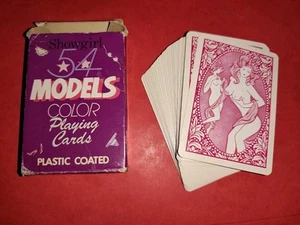 Showgirl
54
MODELS
COLOR
Playing
Cards
PLASTIC COATED